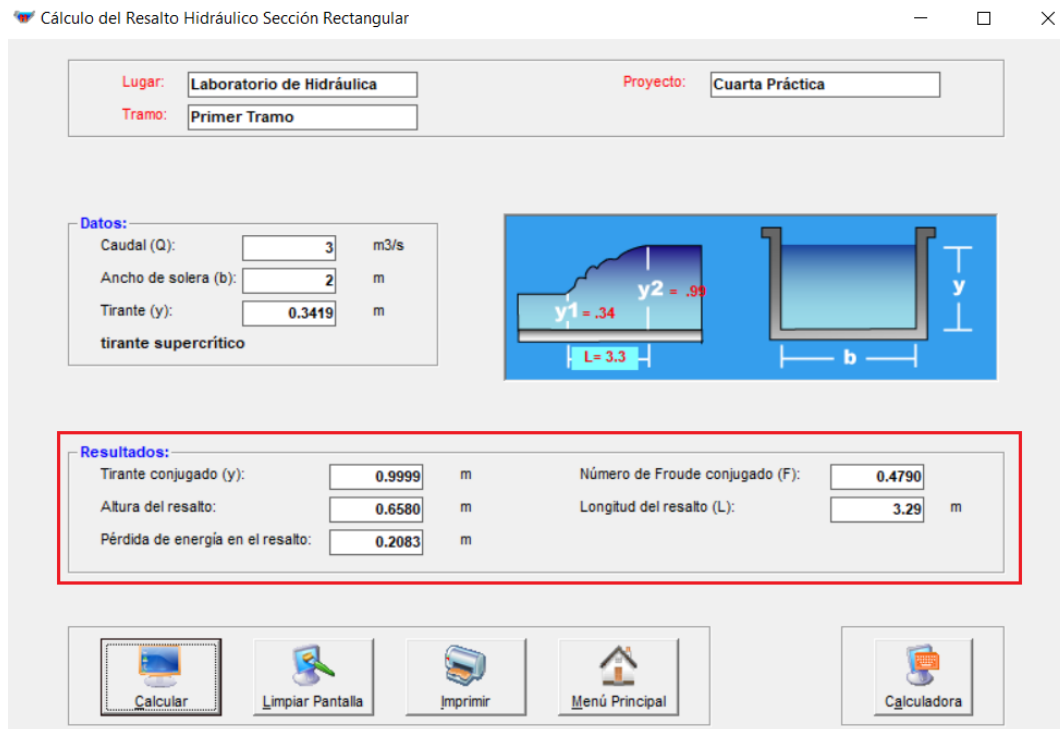 Cálculo del Resalto Hidráulico Sección Rectangular
Lugar: Laboratorio de Hidráulica Proyecto: Cuarta Práctica
Tramo: Primer Tramo
Datos:
Caudal (Q): 3 m3/s
Ancho de solera (b): 2 m
Tirante (y): 0.3419 m
tirante supercrítico
y2 = .99
y1 = .34
L= 3.3
y
b
Resultados:
Tirante conjugado (y): 0.9999 m Número de Froude conjugado (F): 0.4790
Altura del resalto: 0.6580 m Longitud del resalto (L): 3.29 m
Pérdida de energía en el resalto: 0.2083 m
Calcular Limpiar Pantalla Imprimir Menú Principal Calculadora